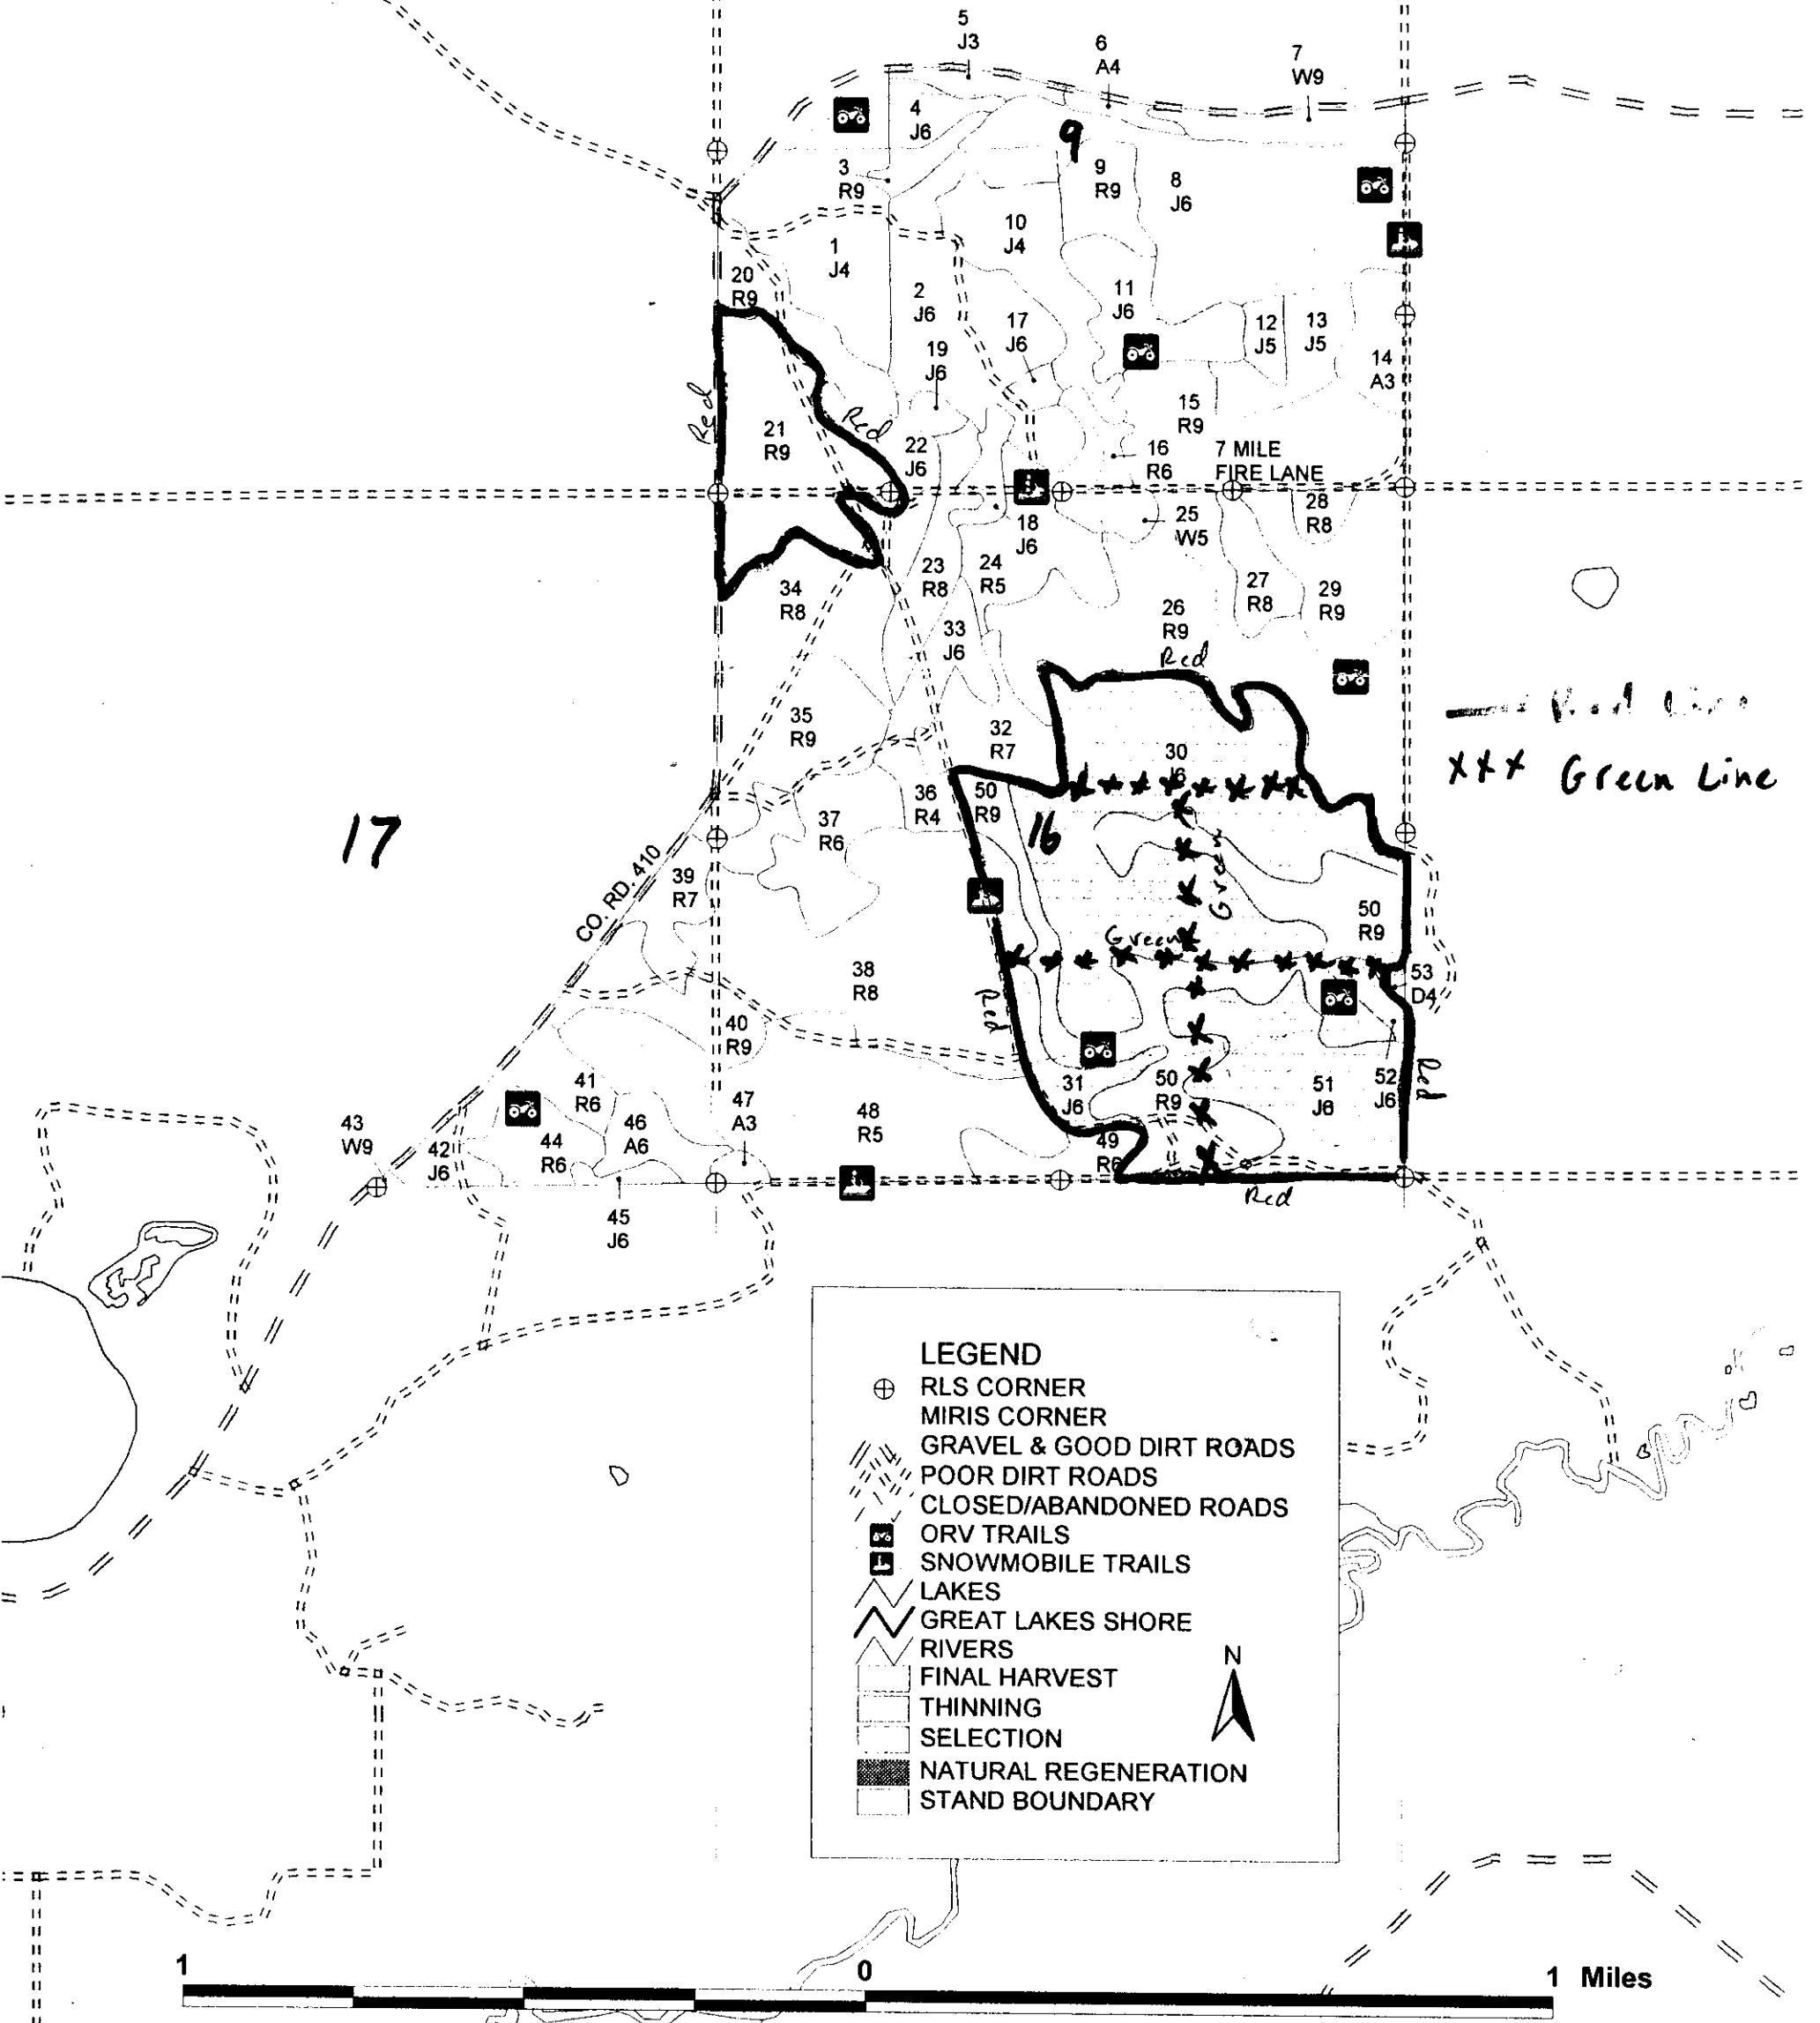 5
J3
6
A4
7
W9
4
J6
9
3
R9
9
R9
8
J6
10
J4
1
J4
20
R9
2
J6
11
J6
17
J6
12
J5
13
J5
19
J6
14
A3
Red
Red
21
R9
15
R9
22
J6
16
R6
7 MILE
FIRE LANE
18
J6
25
W5
28
R8
23
R8
24
R5
34
R8
27
R8
29
R9
26
R9
33
J6
Red
35
R9
32
R7
30
J6
Red Line
XXX Green Line
50
R9
36
R4
37
R6
16
17
CO. RD. 410
39
R7
Green
50
R9
Green
38
R8
53
D4
Red
40
R9
41
R6
31
J6
50
R9
51
J6
52
J6
Red
43
W9
42
J6
44
R6
46
A6
47
A3
48
R5
49
R6
45
J6
Red
LEGEND
RLS CORNER
MIRIS CORNER
GRAVEL & GOOD DIRT ROADS
POOR DIRT ROADS
CLOSED/ABANDONED ROADS
ORV TRAILS
SNOWMOBILE TRAILS
LAKES
GREAT LAKES SHORE
RIVERS
FINAL HARVEST
THINNING
SELECTION
NATURAL REGENERATION
STAND BOUNDARY
N
1 0 1 Miles